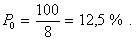 P₀ = 100/8 = 12,5 % .